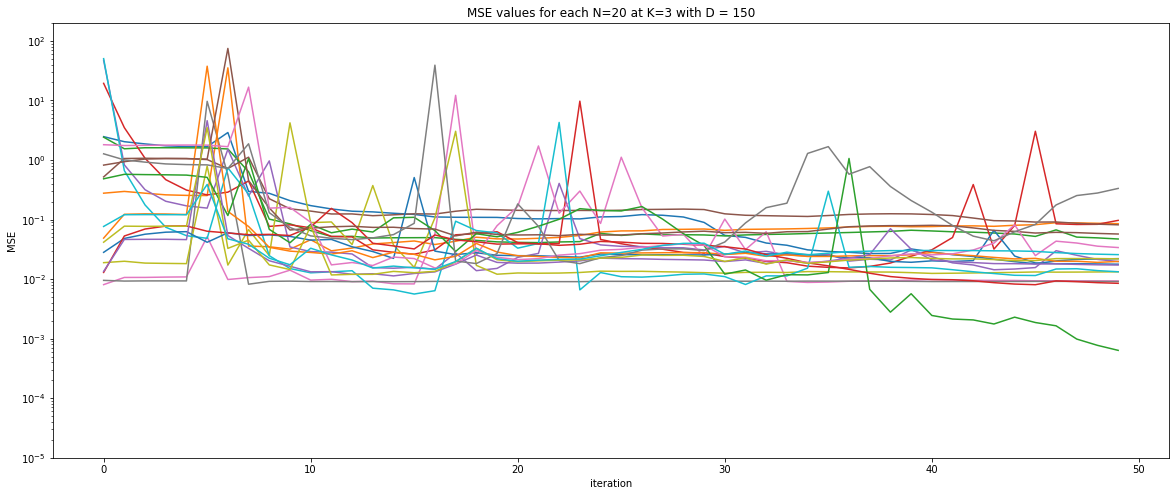 MSE values for each N=20 at K=3 with D = 150
10²
10¹
10⁰
10⁻¹
10⁻²
10⁻³
10⁻⁴
10⁻⁵
MSE
0 10 20 30 40 50
iteration